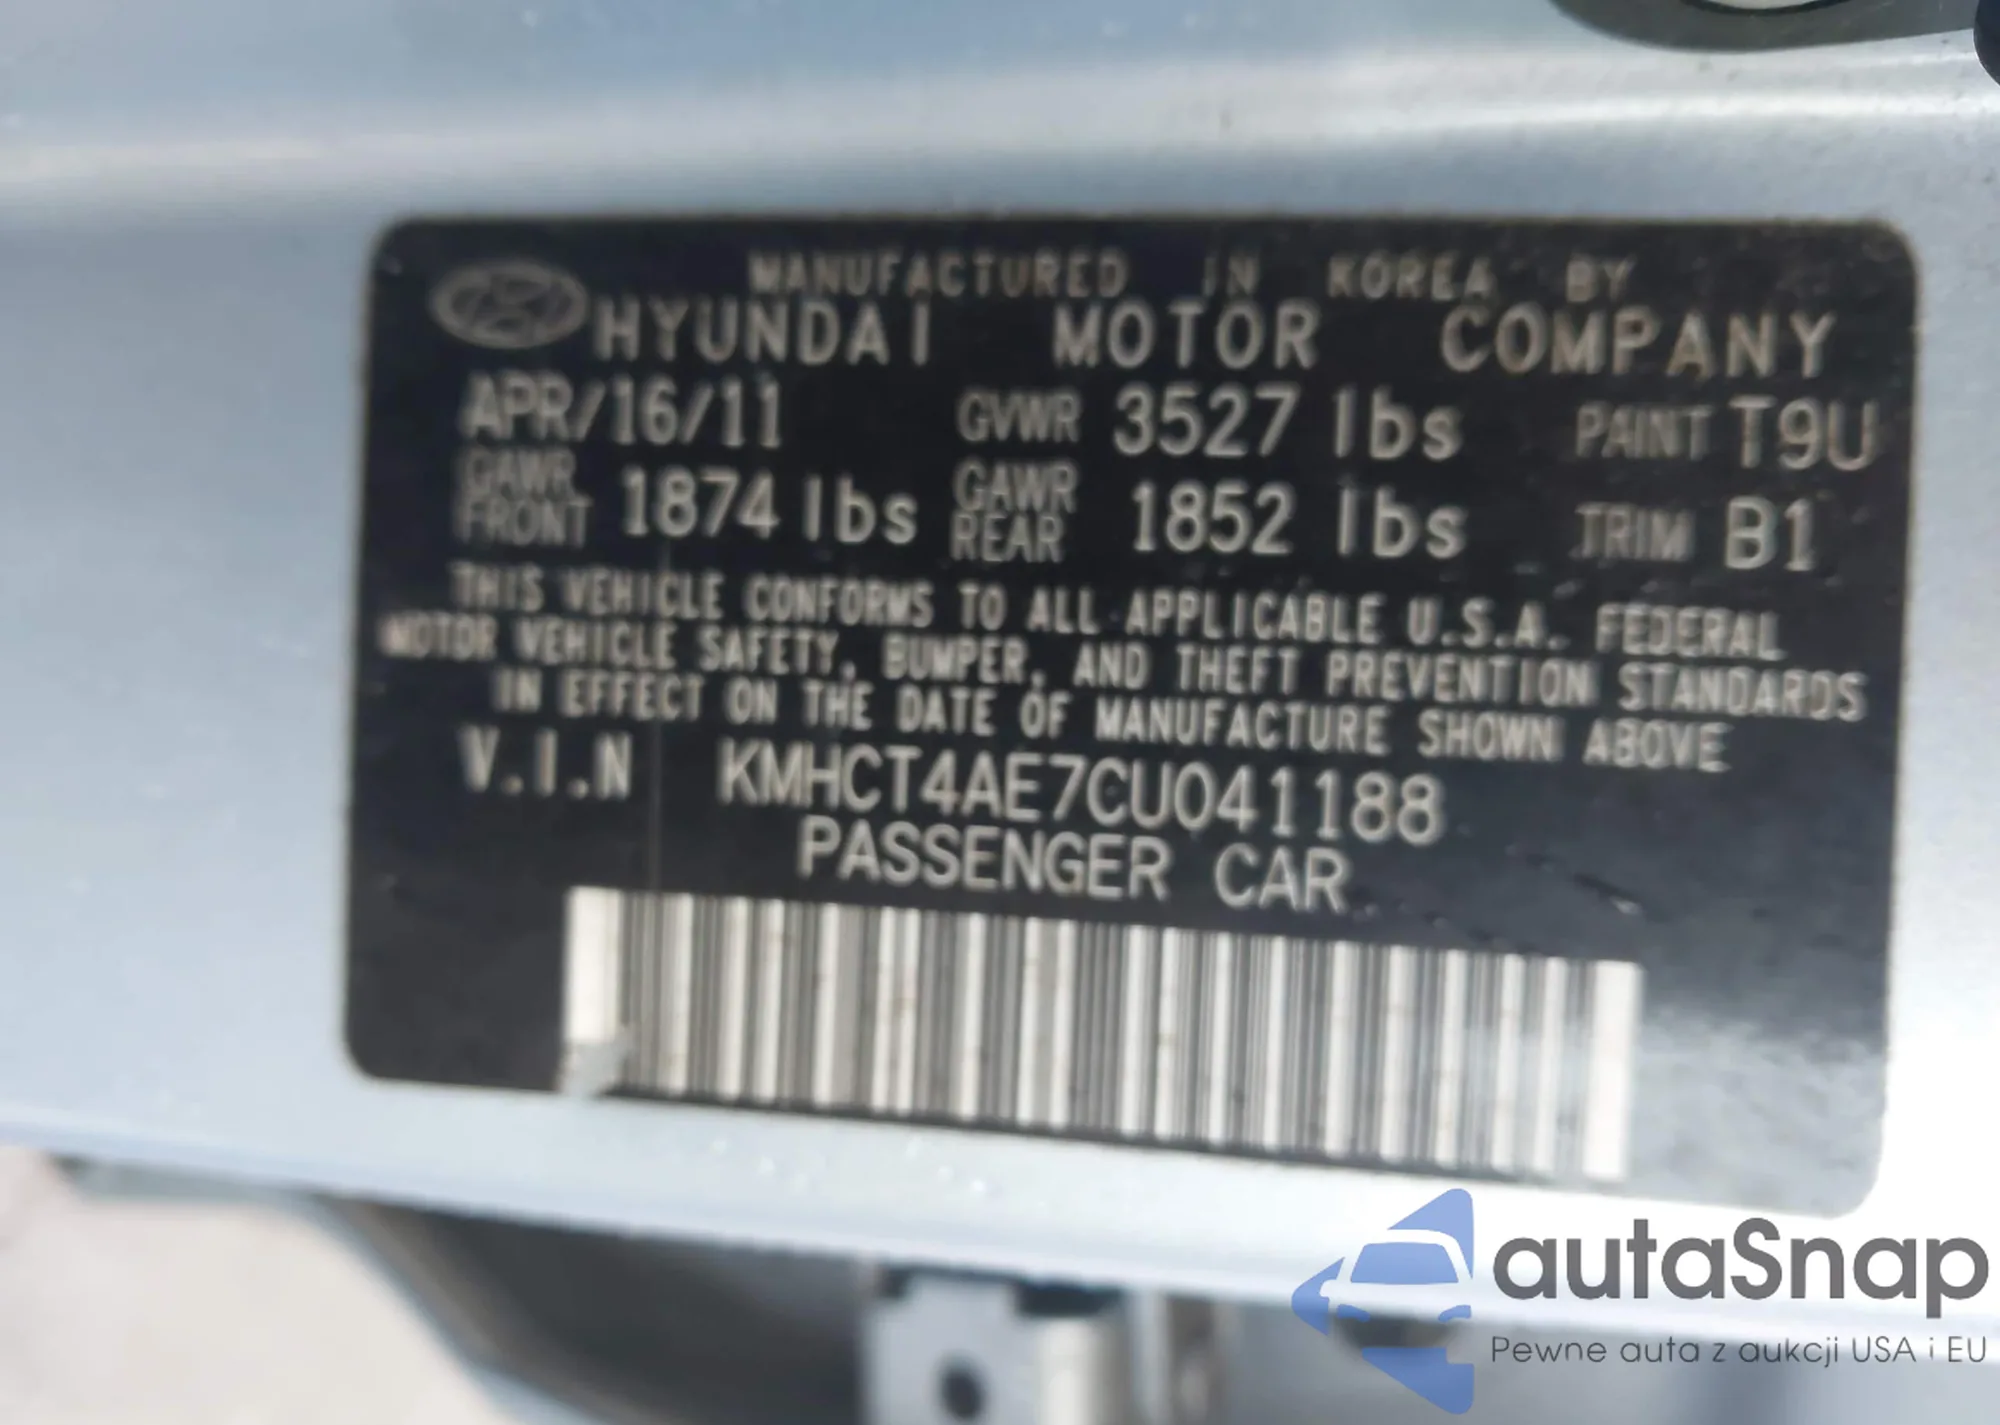 MANUFACTURED IN KOREA BY
HYUNDAI MOTOR COMPANY
APR/16/11 GVWR 3527 lbs PAINT T9U
GAWR FRONT 1874 lbs GAWR REAR 1852 lbs TRIM B1
THIS VEHICLE CONFORMS TO ALL APPLICABLE U.S.A. FEDERAL
MOTOR VEHICLE SAFETY, BUMPER, AND THEFT PREVENTION STANDARDS
IN EFFECT ON THE DATE OF MANUFACTURE SHOWN ABOVE
V.I.N KMHCT4AE7CU041188
PASSENGER CAR
autaSnap
Pewne auta z aukcji USA i EU